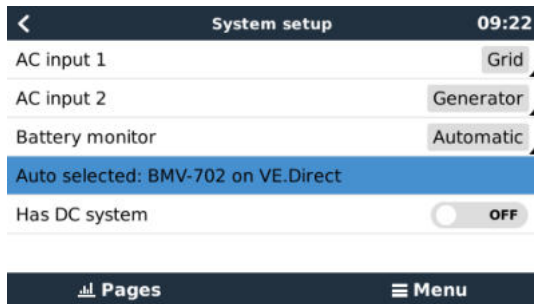 System setup 09:22
AC input 1 Grid
AC input 2 Generator
Battery monitor Automatic
Auto selected: BMV-702 on VE.Direct
Has DC system OFF
Pages Menu